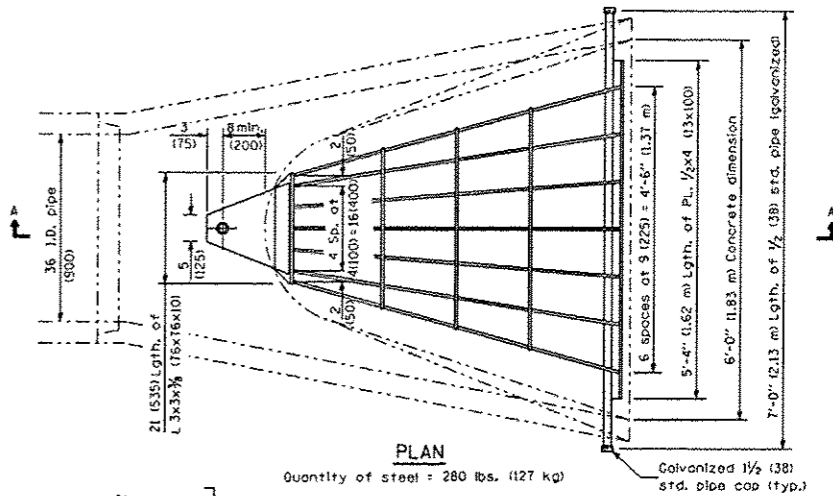 A
36 I.D. pipe
(900)
3
(75)
8 min.
(200)
5
(125)
21 (535) Lgth. of
L 3x3x3/8 (76x76x10)
2
(50)
4 Sp. at
4(100) = 16(400)
2
(50)
6 spaces at 9 (225) = 4'-6" (1.37 m)
5'-4" (1.62 m) Lgth. of PL. 1/2x4 (13x100)
6'-0" (1.83 m) Concrete dimension
7'-0" (2.13 m) Lgth. of 1 1/2 (38) std. pipe (galvanized)
A
PLAN
Quantity of steel = 280 lbs. (127 kg)
Galvanized 1 1/2 (38)
std. pipe cap (typ.)